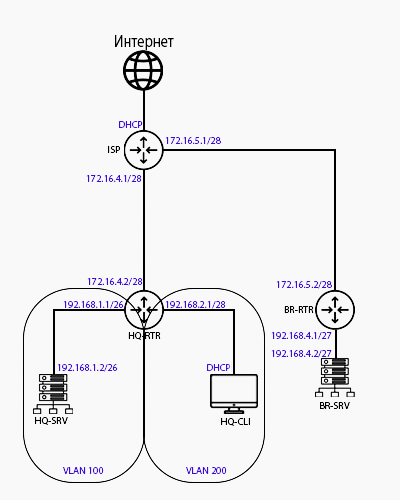 Интернет
DHCP
172.16.5.1/28
ISP
172.16.4.1/28
172.16.4.2/28
172.16.5.2/28
192.168.1.1/26
192.168.2.1/28
BR-RTR
HQ-RTR
192.168.4.1/27
192.168.4.2/27
192.168.1.2/26
DHCP
BR-SRV
HQ-SRV
HQ-CLI
VLAN 100
VLAN 200